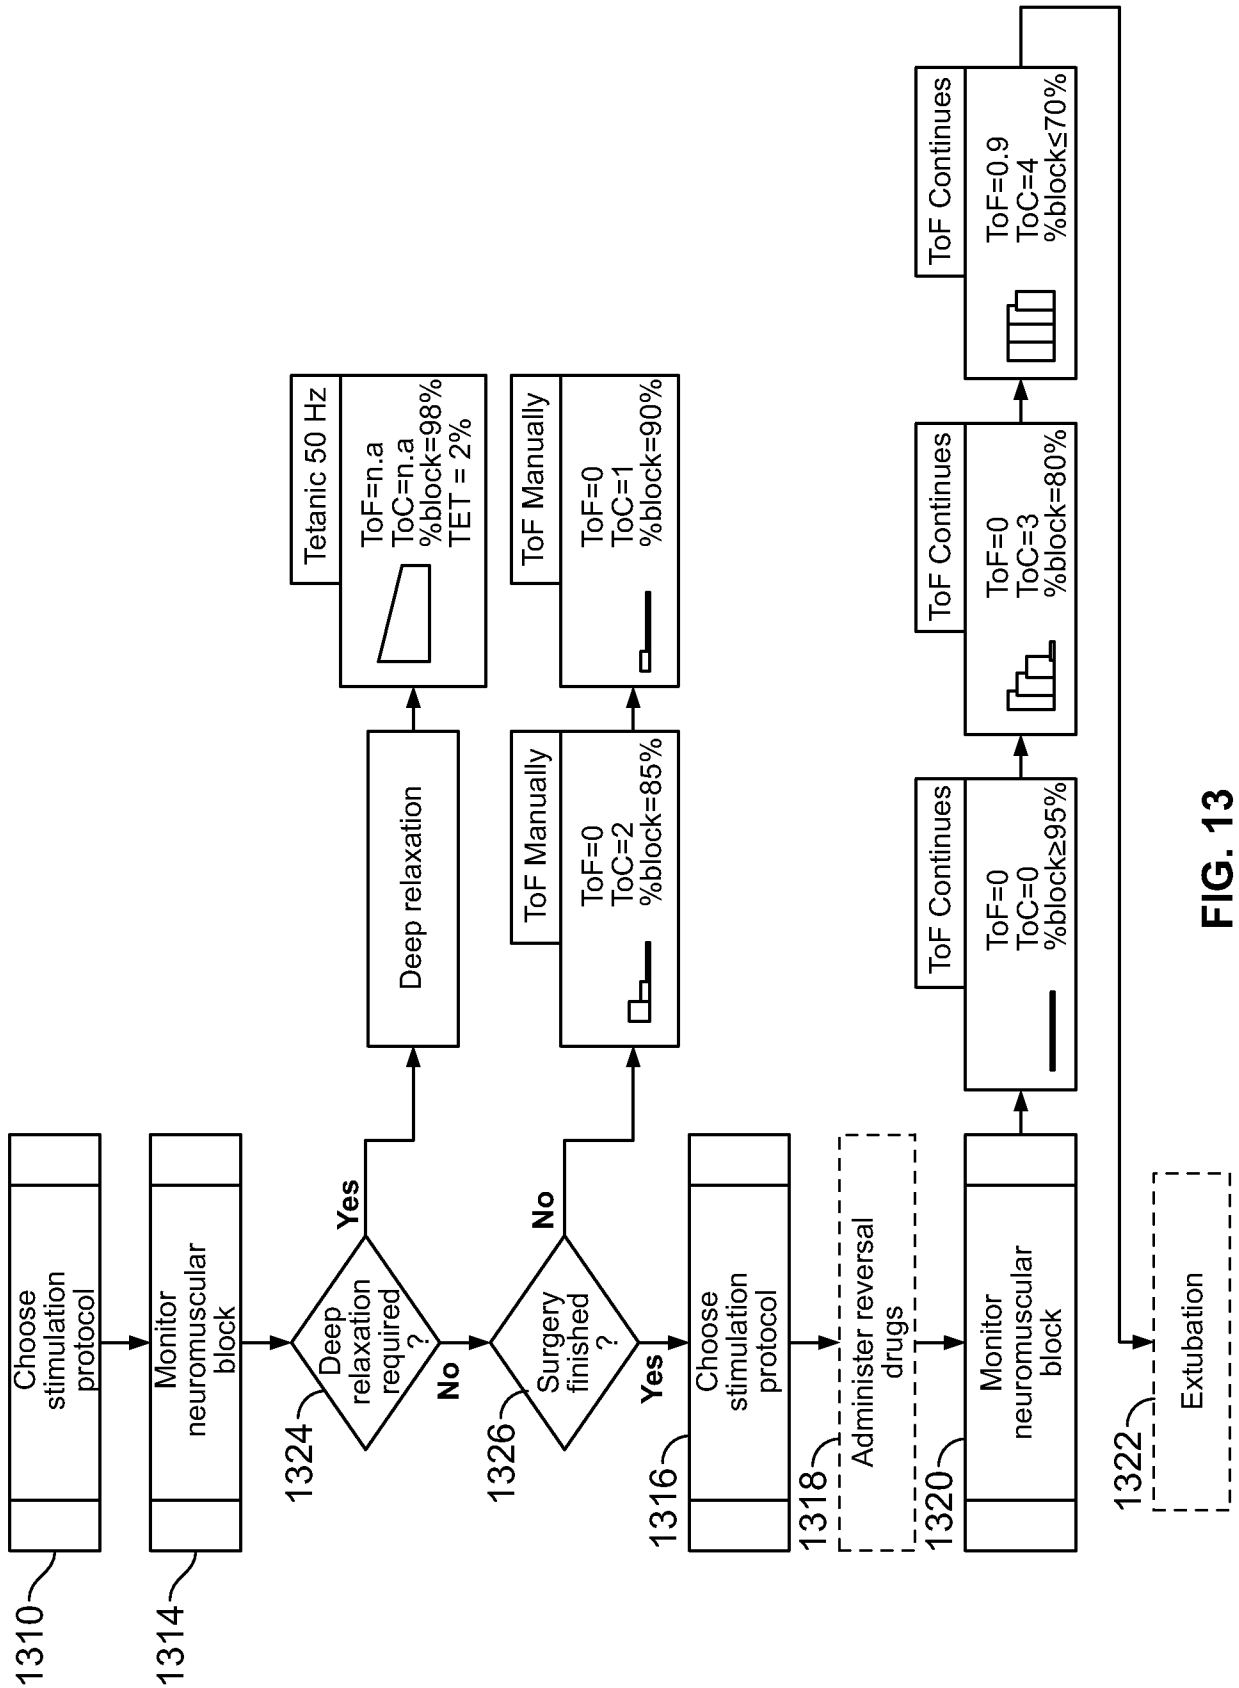 1310
Choose
stimulation
protocol
1314
Monitor
neuromuscular
block
1324
Deep
relaxation
required
?
Yes
No
Deep relaxation
Tetanic 50 Hz
ToF=n.a
ToC=n.a
%block=98%
TET = 2%
1326
Surgery
finished
?
No
Yes
ToF Manually
ToF=0
ToC=2
%block=85%
ToF Manually
ToF=0
ToC=1
%block=90%
1316
Choose
stimulation
protocol
1318
Administer reversal
drugs
1320
Monitor
neuromuscular
block
ToF Continues
ToF=0
ToC=0
%block≥95%
ToF Continues
ToF=0
ToC=3
%block=80%
ToF Continues
ToF=0.9
ToC=4
%block≤70%
1322
Extubation
FIG. 13